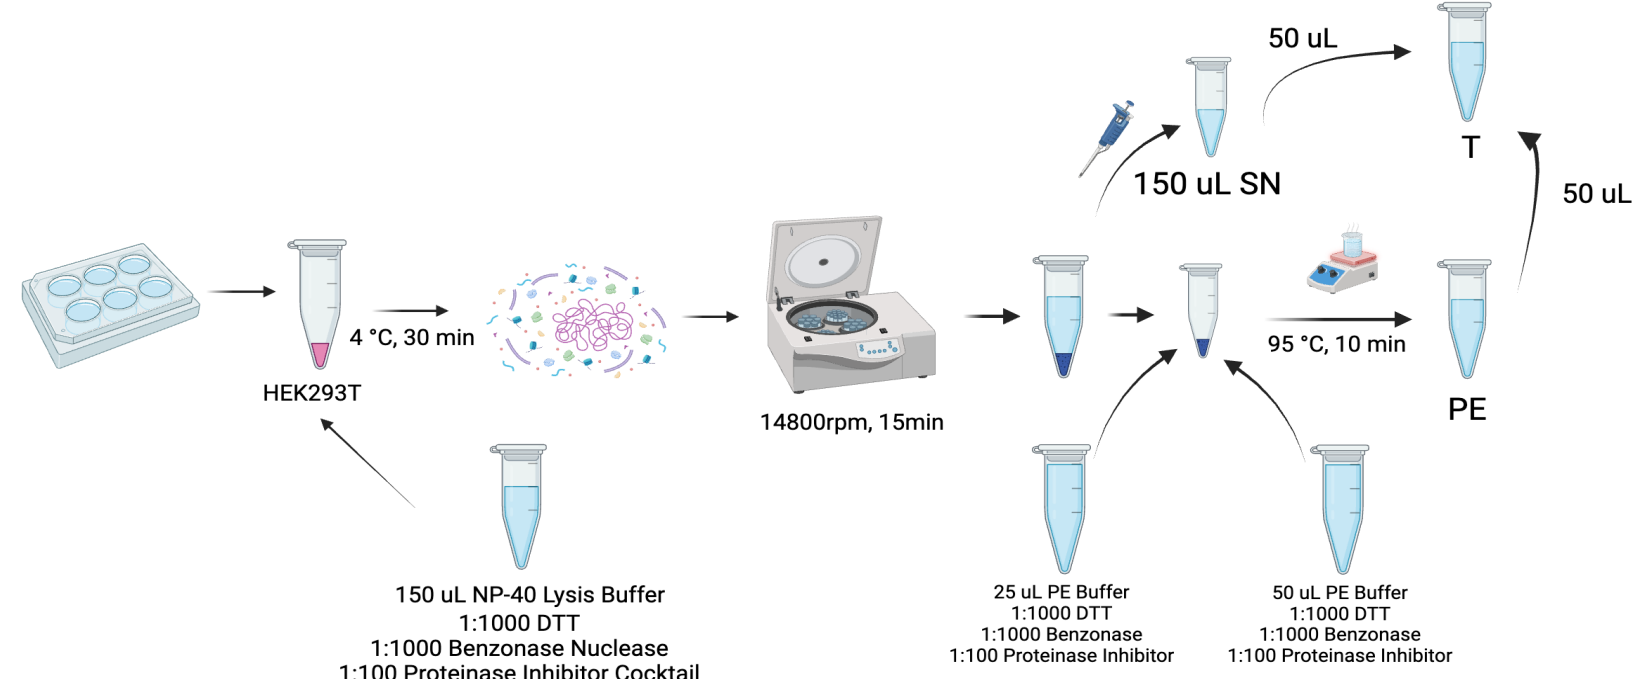 50 uL
T
150 uL SN
50 uL
4 °C, 30 min
HEK293T
14800rpm, 15min
95 °C, 10 min
PE
150 uL NP-40 Lysis Buffer
1:1000 DTT
1:1000 Benzonase Nuclease
1:100 Proteinase Inhibitor Cocktail
25 uL PE Buffer
1:1000 DTT
1:1000 Benzonase
1:100 Proteinase Inhibitor
50 uL PE Buffer
1:1000 DTT
1:1000 Benzonase
1:100 Proteinase Inhibitor